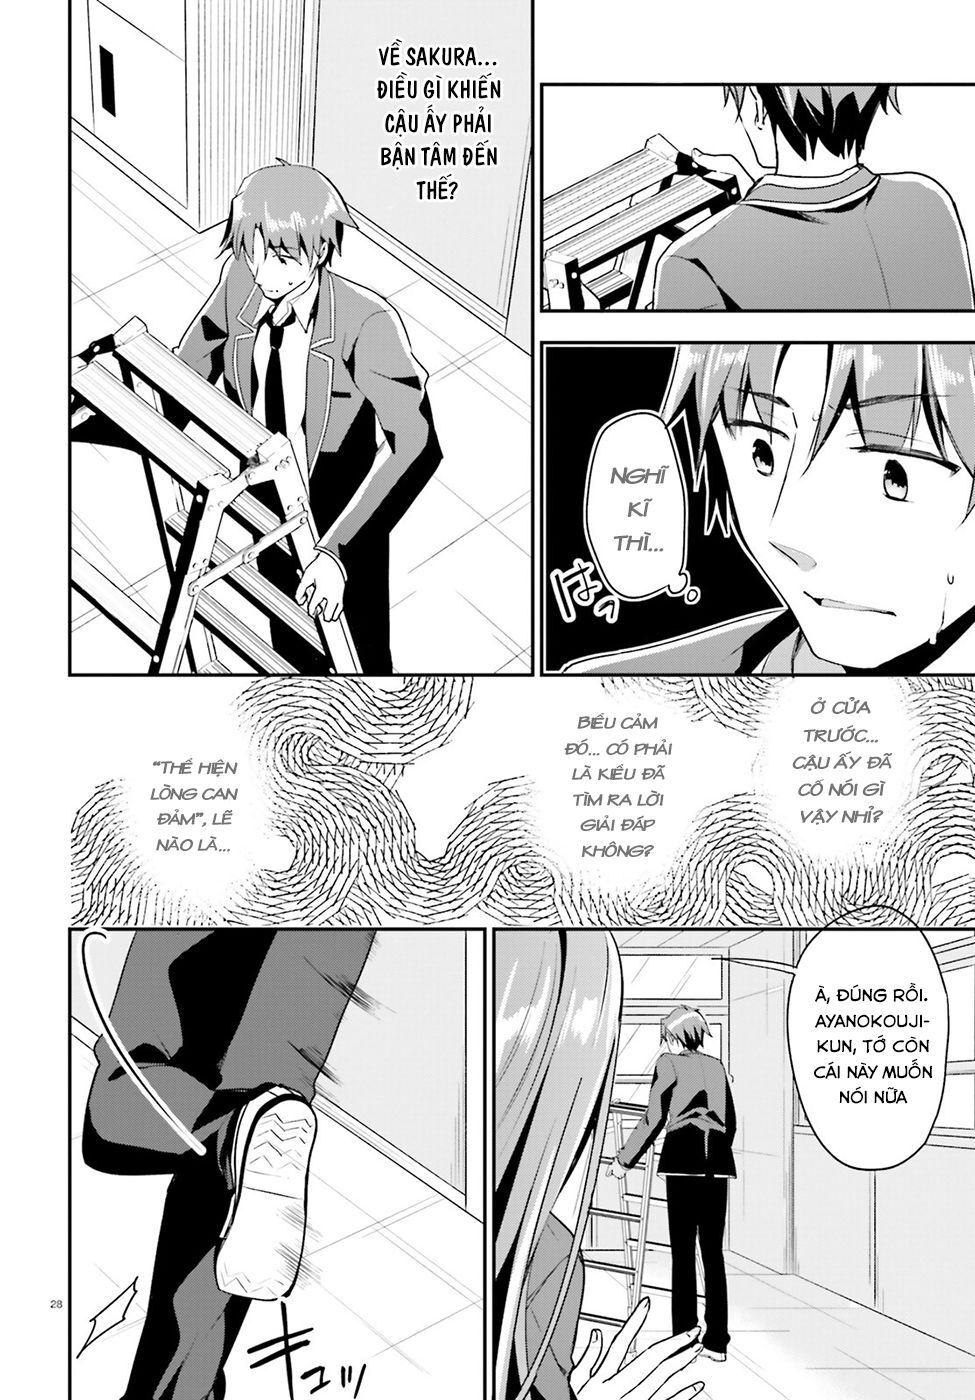 VỀ SAKURA...
ĐIỀU GÌ KHIẾN
CẬU ẤY PHẢI
BẬN TÂM ĐẾN
THẾ?
NGHĨ
KĨ
THÌ...
はっ
Ở CỬA
TRƯỚC...
CẬU ẤY ĐÃ
CỐ NÓI GÌ
VẬY NHỈ?
BIỂU CẢM
ĐÓ... CÓ PHẢI
LÀ KIỂU ĐÃ
TÌM RA LỜI
GIẢI ĐÁP
KHÔNG?
"THỂ HIỆN
LÒNG CAN
ĐẢM", LẼ
NÀO LÀ...
À, ĐÚNG RỒI.
AYANOKOUJI-
KUN, TỚ CÒN
CÁI NÀY MUỐN
NÓI NỮA
キュッ
28